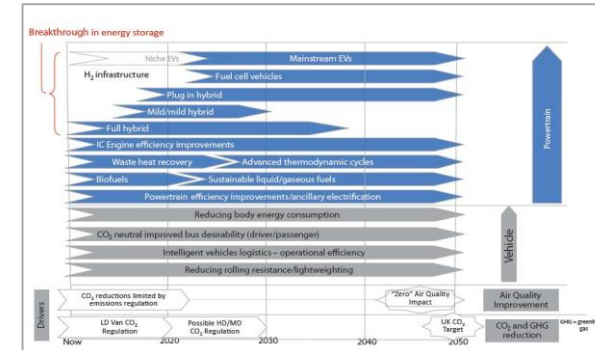 Breakthrough in energy storage
Niche EVs
Mainstream EVs
H₂ infrastructure
Fuel cell vehicles
Plug in hybrid
Mild/mild hybrid
Full hybrid
IC Engine efficiency improvements
Waste heat recovery
Advanced thermodynamic cycles
Biofuels
Sustainable liquid/gaseous fuels
Powertrain efficiency improvements/ancillary electrification
Powertrain
Reducing body energy consumption
CO₂ neutral improved bus desirability (driver/passenger)
Intelligent vehicles logistics – operational efficiency
Reducing rolling resistance/lightweighting
Vehicle
Drivers
CO₂ reductions limited by
emissions regulation
"Zero" Air Quality
Impact
Air Quality
Improvement
LD Van CO₂
Regulation
Possible HD/MD
CO₂ Regulation
UK CO₂
Target
CO₂ and GHG
reduction
GHG = greenh
gas
Now
2020
2030
2040
2050